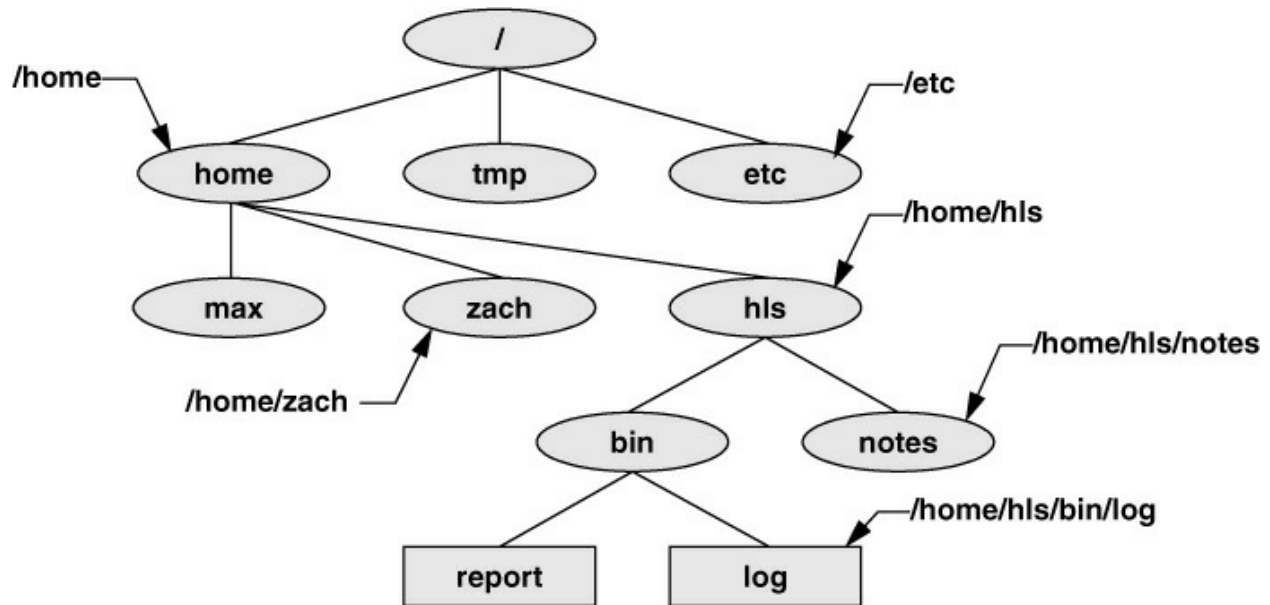 /
/home
/etc
home
tmp
etc
/home/hls
max
zach
hls
/home/hls/notes
/home/zach
bin
notes
/home/hls/bin/log
report
log